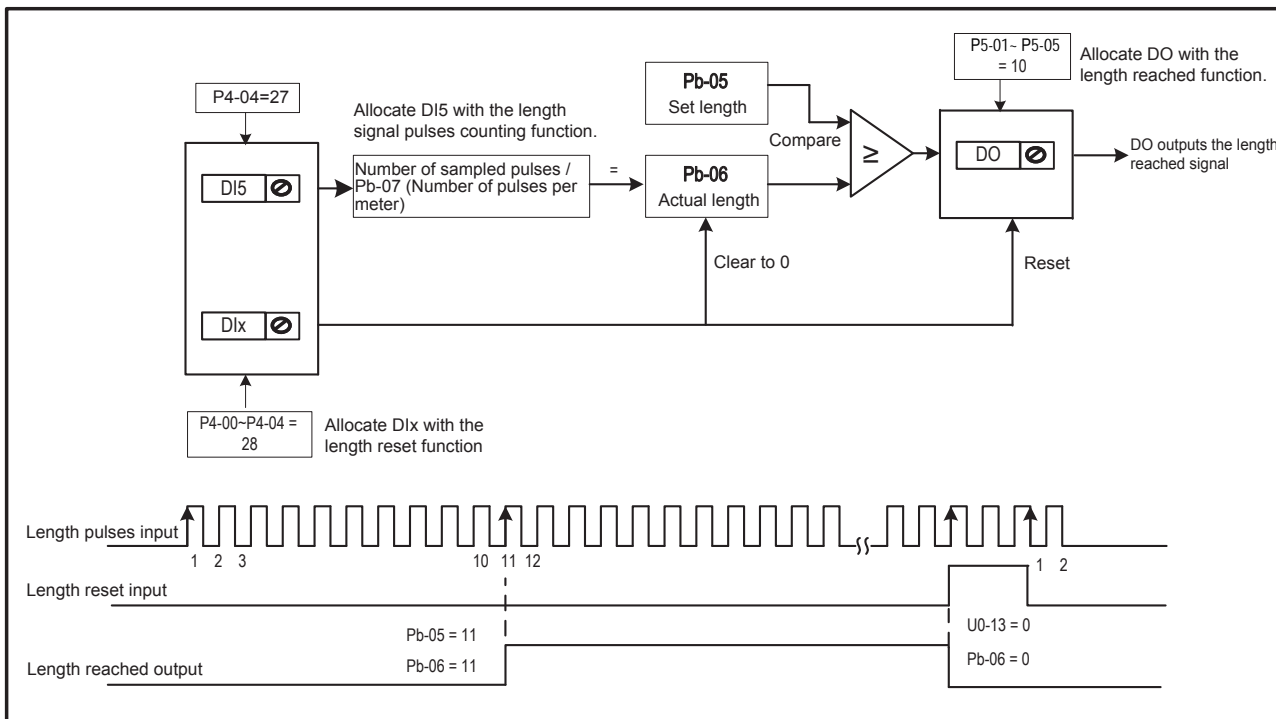 P4-04=27
DI5
DIx
P4-00~P4-04 =
28
Allocate DIx with the
length reset function
Allocate DI5 with the length
signal pulses counting function.
Number of sampled pulses /
Pb-07 (Number of pulses per
meter)
=
Pb-05
Set length
Pb-06
Actual length
Compare
≥
Clear to 0
P5-01~ P5-05
= 10
Allocate DO with the
length reached function.
DO
DO outputs the length
reached signal
Reset
Length pulses input
1 2 3 10 11 12 1 2
Length reset input
Pb-05 = 11
U0-13 = 0
Pb-06 = 11
Pb-06 = 0
Length reached output